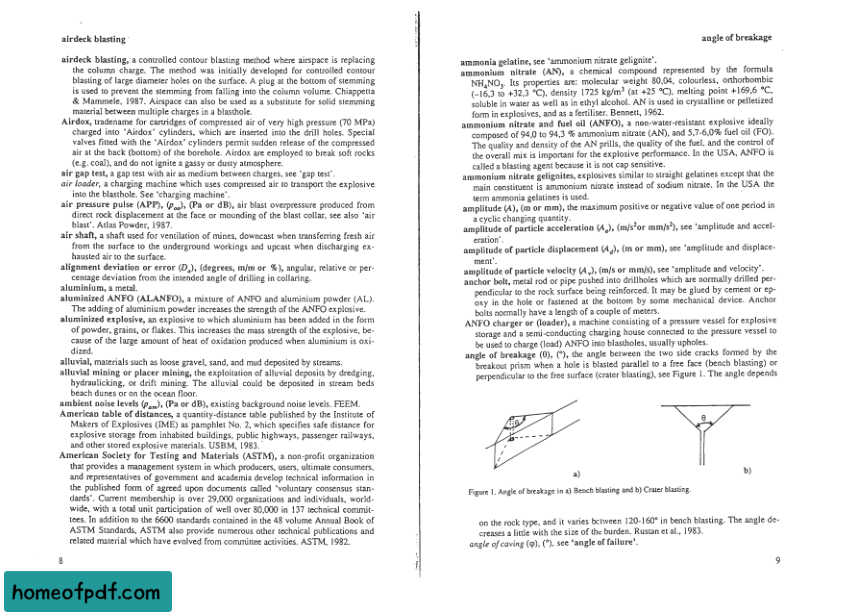 airdeck blasting
airdeck blasting, a controlled contour blasting method where airspace is replacing
the column charge. The method was initially developed for controlled contour
blasting of large diameter holes on the surface. A plug at the bottom of stemming
is used to prevent the stemming from falling into the column volume. Chiappetta
& Mammele, 1987. Airspace can also be used as a substitute for solid stemming
material between multiple charges in a blasthole.
Airdox, tradename for cartridges of compressed air of very high pressure (70 MPa)
charged into 'Airdox' cylinders, which are inserted into the drill holes. Special
valves fitted with the 'Airdox' cylinders permit sudden release of the compressed
air at the back (bottom) of the borehole. Airdox are employed to break soft rocks
(e.g. coal), and do not ignite a gassy or dusty atmosphere.
air gap test, a gap test with air as medium between charges, see 'gap test'.
air loader, a charging machine which uses compressed air to transport the explosive
into the blasthole. See 'charging machine'.
air pressure pulse (APP), (Pa or dB), air blast overpressure produced from
direct rock displacement at the face or mounding of the blast collar, see also 'air
blast'. Atlas Powder, 1987.
air shaft, a shaft used for ventilation of mines, downcast when transferring fresh air
from the surface to the underground workings and upcast when discharging ex-
hausted air to the surface.
alignment deviation or error (D), (degrees, m/m or %), angular, relative or per-
centage deviation from the intended angle of drilling in collaring.
aluminium, a metal.
aluminized ANFO (ALANFO), a mixture of ANFO and aluminium powder (AL).
The adding of aluminium powder increases the strength of the ANFO explosive.
aluminized explosive, an explosive to which aluminium has been added in the form
of powder, grains, or flakes. This increases the mass strength of the explosive, be-
cause of the large amount of heat of oxidation produced when aluminium is oxi-
dized.
alluvial, materials such as loose gravel, sand, and mud deposited by streams.
alluvial mining or placer mining, the exploitation of alluvial deposits by dredging,
hydraulicking, or drift mining. The alluvial could be deposited in stream beds
beach dunes or on the ocean floor.
ambient noise levels (Pa or dB), existing background noise levels. FEEM.
American table of distances, a quantity-distance table published by the Institute of
Makers of Explosives (IME) as pamphlet No. 2, which specifies safe distance for
explosive storage from inhabited buildings, public highways, passenger railways,
and other stored explosive materials. USBM, 1983.
American Society for Testing and Materials (ASTM), a non-profit organization
that provides a management system in which producers, users, ultimate consumers,
and representatives of government and academia develop technical information in
the published form of agreed upon documents called 'voluntary consensus stan-
dards'. Current membership is over 29,000 organizations and individuals, world-
wide, with a total unit participation of well over 80,000 in 137 technical commit-
tees. In addition to the 6600 standards contained in the 48 volume Annual Book of
ASTM Standards, ASTM also provide numerous other technical publications and
related material which have evolved from committee activities. ASTM, 1982.
8
angle of breakage
ammonia gelatine, see 'ammonium nitrate gelignite'.
ammonium nitrate (AN), a chemical compound represented by the formula
NH₄NO₃. Its properties are: molecular weight 80,04, colourless, orthorhombic
(−16,3 to +32,3 °C), density 1725 kg/m³ (at +25 °C), melting point +169,6 °C,
soluble in water as well as in ethyl alcohol. AN is used in crystalline or pelletized
form in explosives, and as a fertiliser. Bennett, 1962.
ammonium nitrate and fuel oil (ANFO), a non-water-resistant explosive ideally
composed of 94,0 to 94,3 % ammonium nitrate (AN), and 5,7-6,0% fuel oil (FO).
The quality and density of the AN prills, the quality of the fuel, and the control of
the overall mix is important for the explosive performance. In the USA, ANFO is
called a blasting agent because it is not cap sensitive.
ammonium nitrate gelignites, explosives similar to straight gelatines except that the
main constituent is ammonium nitrate instead of sodium nitrate. In the USA the
term ammonia gelatines is used.
amplitude (A), (m or mm), the maximum positive or negative value of one period in
a cyclic changing quantity.
amplitude of particle acceleration (Aₐ), (m/s² or mm/s²), see 'amplitude and accel-
eration'.
amplitude of particle displacement (A), (m or mm), see 'amplitude and displace-
ment'.
amplitude of particle velocity (Aᵥ), (m/s or mm/s), see 'amplitude and velocity'.
anchor bolt, metal rod or pipe pushed into drillholes which are normally drilled per-
pendicular to the rock surface being reinforced. It may be glued by cement or ep-
oxy in the hole or fastened at the bottom by some mechanical device. Anchor
bolts normally have a length of a couple of meters.
ANFO charger (or loader), a machine consisting of a pressure vessel for explosive
storage and a semi-conducting charging house connected to the pressure vessel to
be used to charge (load) ANFO into blastholes, usually upholes.
angle of breakage (θ), (°), the angle between the two side cracks formed by the
breakout prism when a hole is blasted parallel to a free face (bench blasting) or
perpendicular to the free surface (crater blasting), see Figure 1. The angle depends
θ
θ
a)
b)
Figure 1. Angle of breakage in a) Bench blasting and b) Crater blasting.
on the rock type, and it varies between 120-160° in bench blasting. The angle de-
creases a little with the size of the burden. Rustan et al., 1983.
angle of caving (φ), (°), see 'angle of failure'.
9
homeofpdf.com